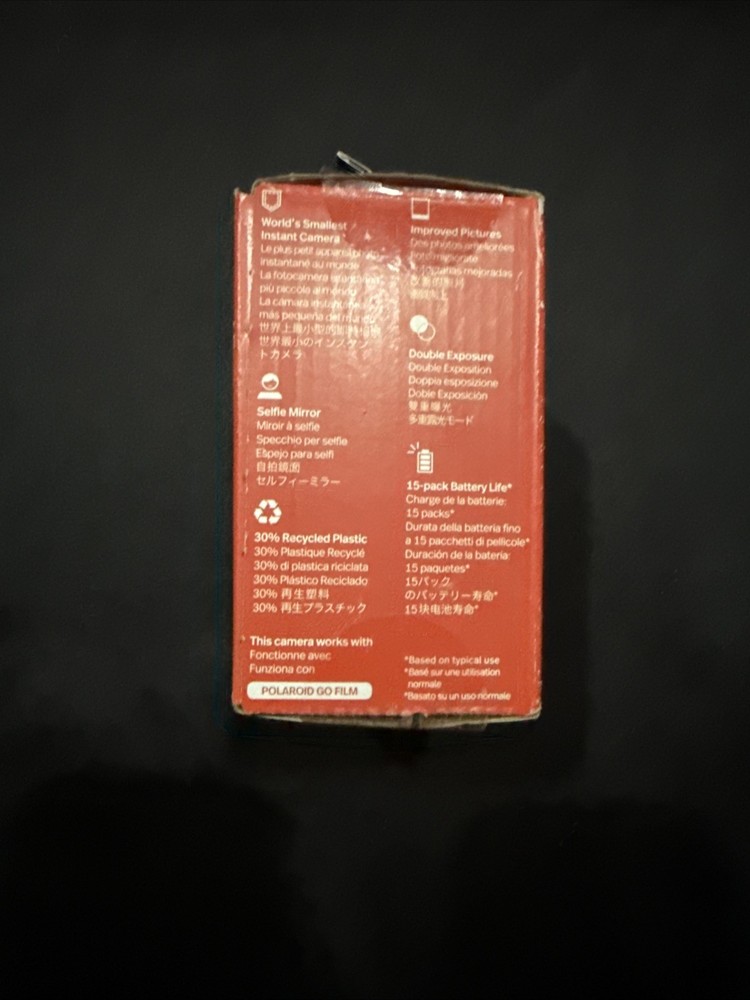 World's Smallest
Instant Camera
Le plus petit appareil photo
instantané au monde
La fotocamera istantanea
più piccola al mondo
La cámara instantánea
más pequeña del mundo
世界上最小型的即時相機
世界最小のインスタン
トカメラ
Selfie Mirror
Miroir à selfie
Specchio per selfie
Espejo para selfi
自拍鏡面
セルフィーミラー
30% Recycled Plastic
30% Plastique Recyclé
30% di plastica riciclata
30% Plástico Reciclado
30% 再生塑料
30% 再生プラスチック
This camera works with
Fonctionne avec
Funziona con
POLAROID GO FILM
Improved Pictures
Des photos améliorées
Foto migliorate
mejoradas
改善的照片
Double Exposure
Double Exposition
Doppia esposizione
Doble Exposición
雙重曝光
多重露光モード
15-pack Battery Life*
Charge de la batterie:
15 packs*
Durata della batteria fino
a 15 pacchetti di pellicole*
Duración de la batería:
15 paquetes*
15パック
のバッテリー寿命*
15块电池寿命*
*Based on typical use
*Basé sur une utilisation
normale
*Basato su un uso normale